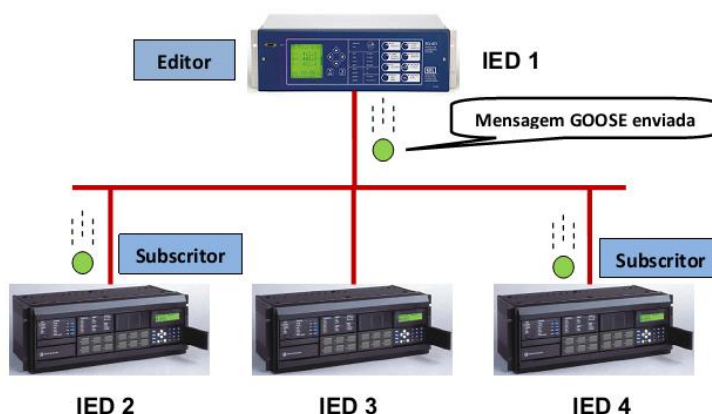 Editor
IED 1
Mensagem GOOSE enviada
Subscritor
Subscritor
IED 2
IED 3
IED 4